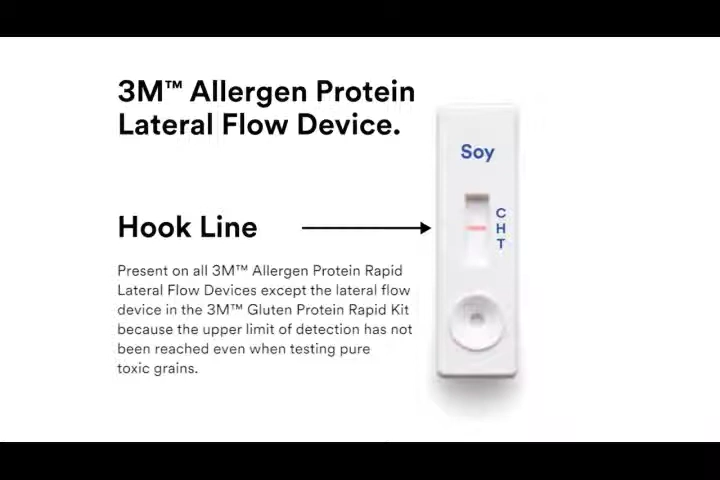 3M™ Allergen Protein
Lateral Flow Device.
Soy
C
Hook Line
H
T
Present on all 3M™ Allergen Protein Rapid
Lateral Flow Devices except the lateral flow
device in the 3M™ Gluten Protein Rapid Kit
because the upper limit of detection has not
been reached even when testing pure
toxic grains.